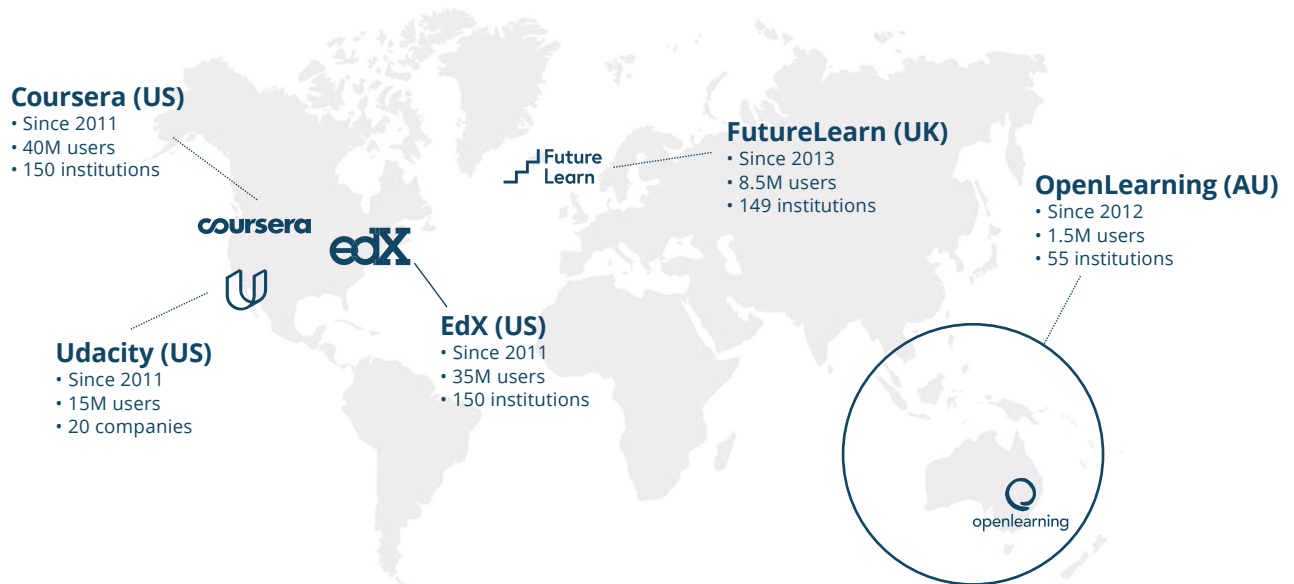 Coursera (US)
• Since 2011
• 40M users
• 150 institutions
FutureLearn (UK)
• Since 2013
• 8.5M users
• 149 institutions
Future
Learn
OpenLearning (AU)
• Since 2012
• 1.5M users
• 55 institutions
coursera
edX
U
EdX (US)
• Since 2011
• 35M users
• 150 institutions
Udacity (US)
• Since 2011
• 15M users
• 20 companies
openlearning